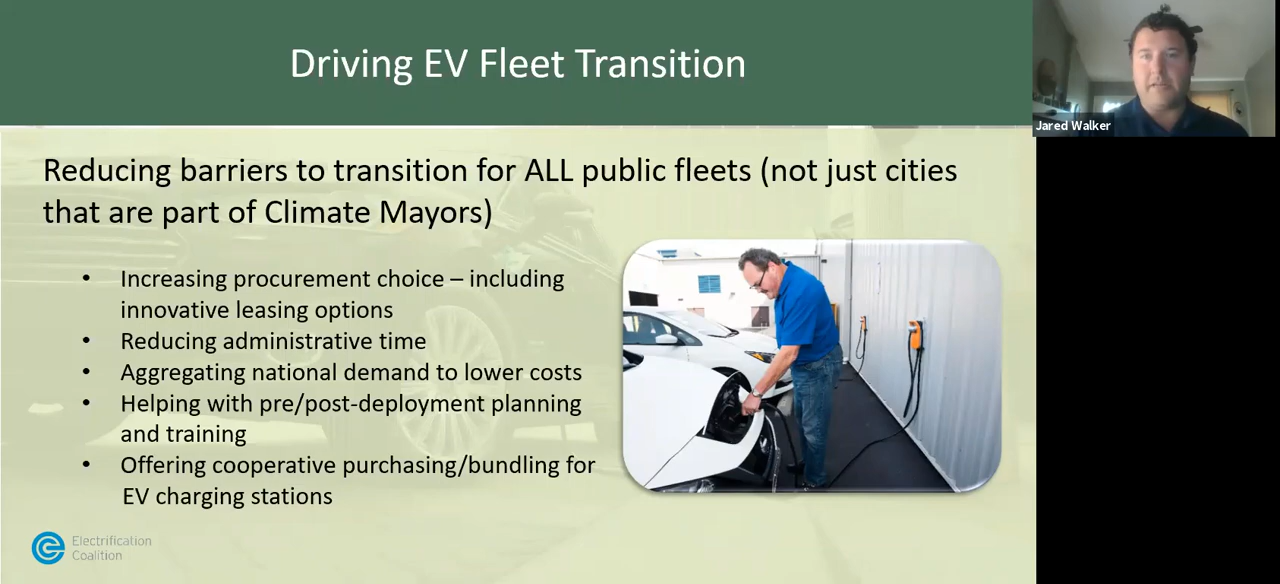 Driving EV Fleet Transition
Jared Walker
Reducing barriers to transition for ALL public fleets (not just cities
that are part of Climate Mayors)
• Increasing procurement choice – including
innovative leasing options
• Reducing administrative time
• Aggregating national demand to lower costs
• Helping with pre/post-deployment planning
and training
• Offering cooperative purchasing/bundling for
EV charging stations
Electrification
Coalition